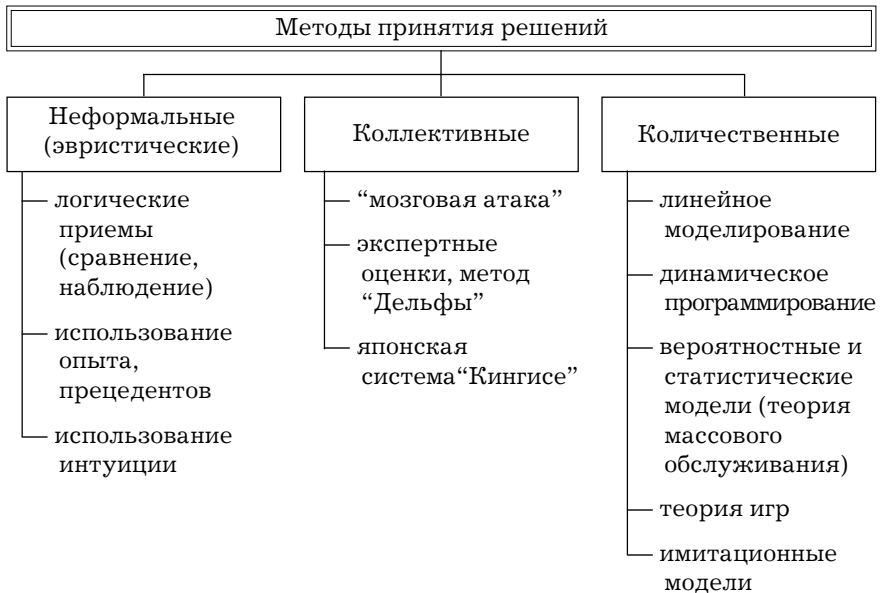 Методы принятия решений
Неформальные
(эвристические)
логические
приемы
(сравнение,
наблюдение)
использование
опыта,
прецедентов
использование
интуиции
Коллективные
“мозговая атака”
экспертные
оценки, метод
“Дельфы”
японская
система“Кингисе”
Количественные
линейное
моделирование
динамическое
программирование
вероятностные и
статистические
модели (теория
массового
обслуживания)
теория игр
имитационные
модели